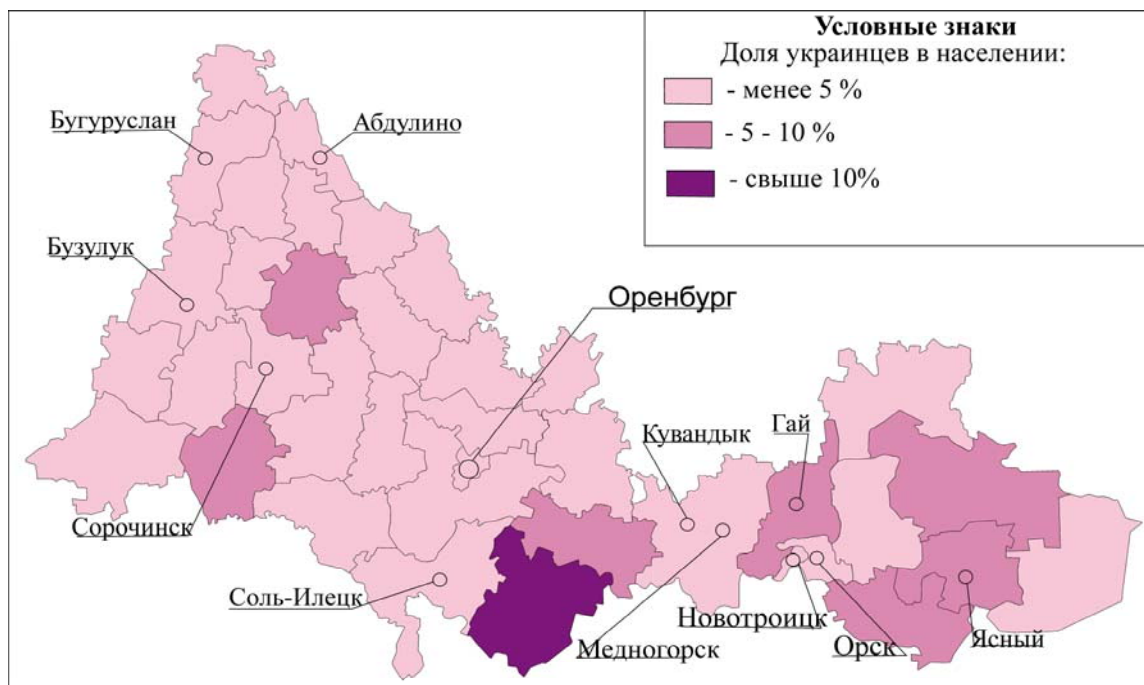 Условные знаки
Доля украинцев в населении:
- менее 5 %
- 5 - 10 %
- свыше 10%
Бугуруслан
Абдулино
Бузулук
Оренбург
Кувандык
Гай
Сорочинск
Соль-Илецк
Медногорск
Новотроицк
Орск
Ясный